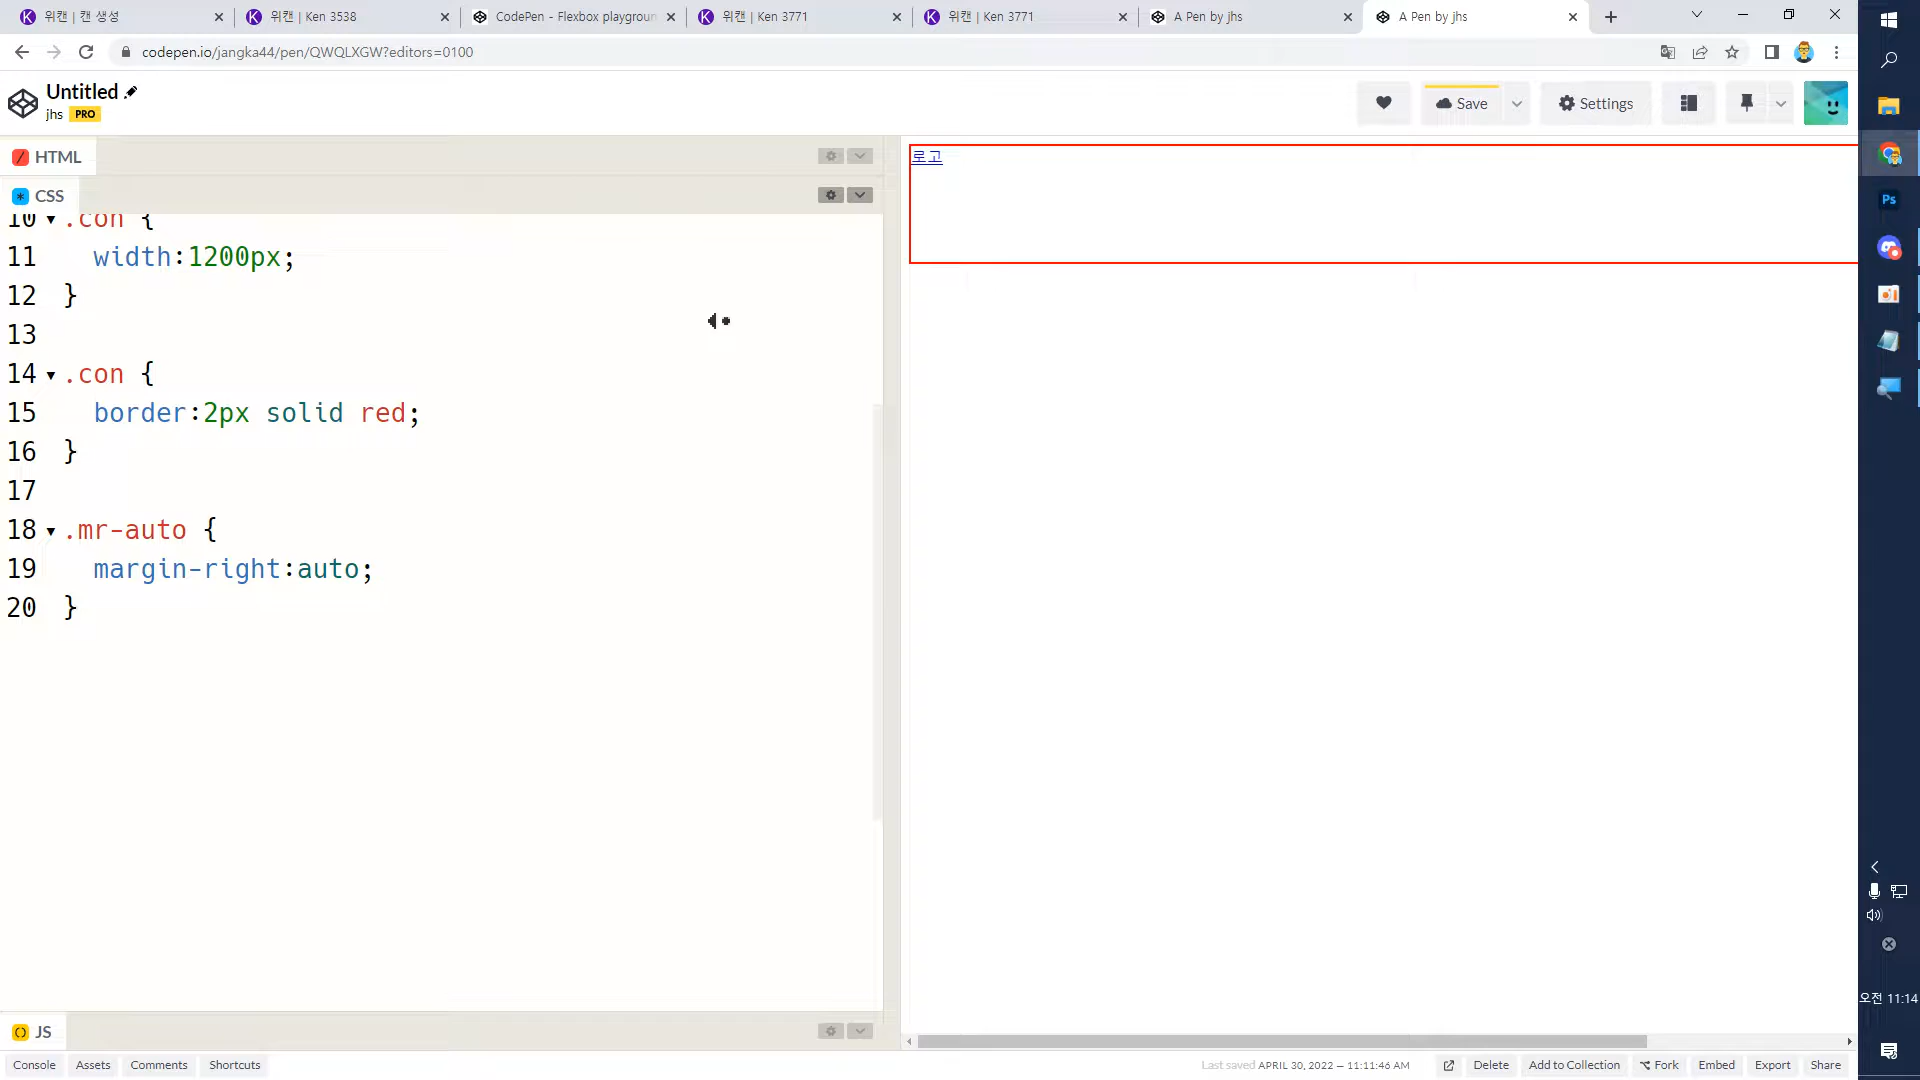 위캔 | 캔 생성
위캔 | Ken 3538
CodePen - Flexbox playgroun
위캔 | Ken 3771
위캔 | Ken 3771
A Pen by jhs
A Pen by jhs
codepen.io/jangka44/pen/QWQLXGW?editors=0100
Untitled
jhs PRO
Save
Settings
HTML
CSS
10 .con {
11 width:1200px;
12 }
13
14 .con {
15 border:2px solid red;
16 }
17
18 .mr-auto {
19 margin-right:auto;
20 }
로고
Ps
오전 11:14
JS
Console Assets Comments Shortcuts
Last saved APRIL 30, 2022 — 11:11:46 AM
Delete Add to Collection Fork Embed Export Share